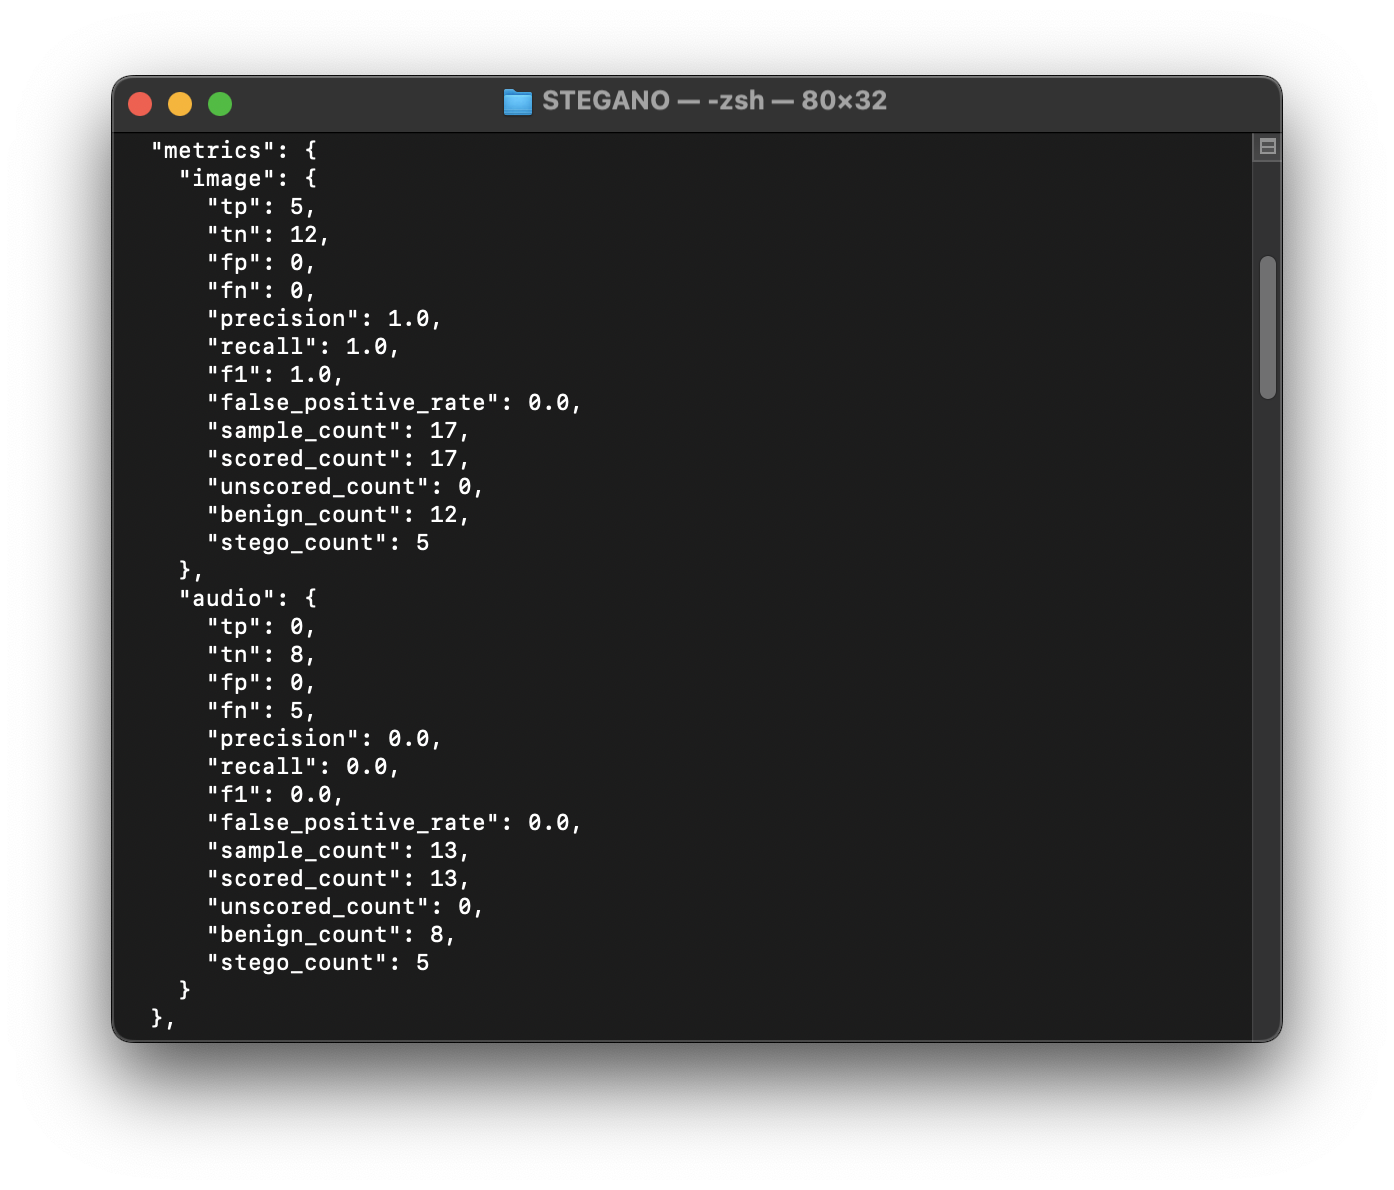 STEGANO — -zsh — 80×32
"metrics": {
"image": {
"tp": 5,
"tn": 12,
"fp": 0,
"fn": 0,
"precision": 1.0,
"recall": 1.0,
"f1": 1.0,
"false_positive_rate": 0.0,
"sample_count": 17,
"scored_count": 17,
"unscored_count": 0,
"benign_count": 12,
"stego_count": 5
},
"audio": {
"tp": 0,
"tn": 8,
"fp": 0,
"fn": 5,
"precision": 0.0,
"recall": 0.0,
"f1": 0.0,
"false_positive_rate": 0.0,
"sample_count": 13,
"scored_count": 13,
"unscored_count": 0,
"benign_count": 8,
"stego_count": 5
}
},